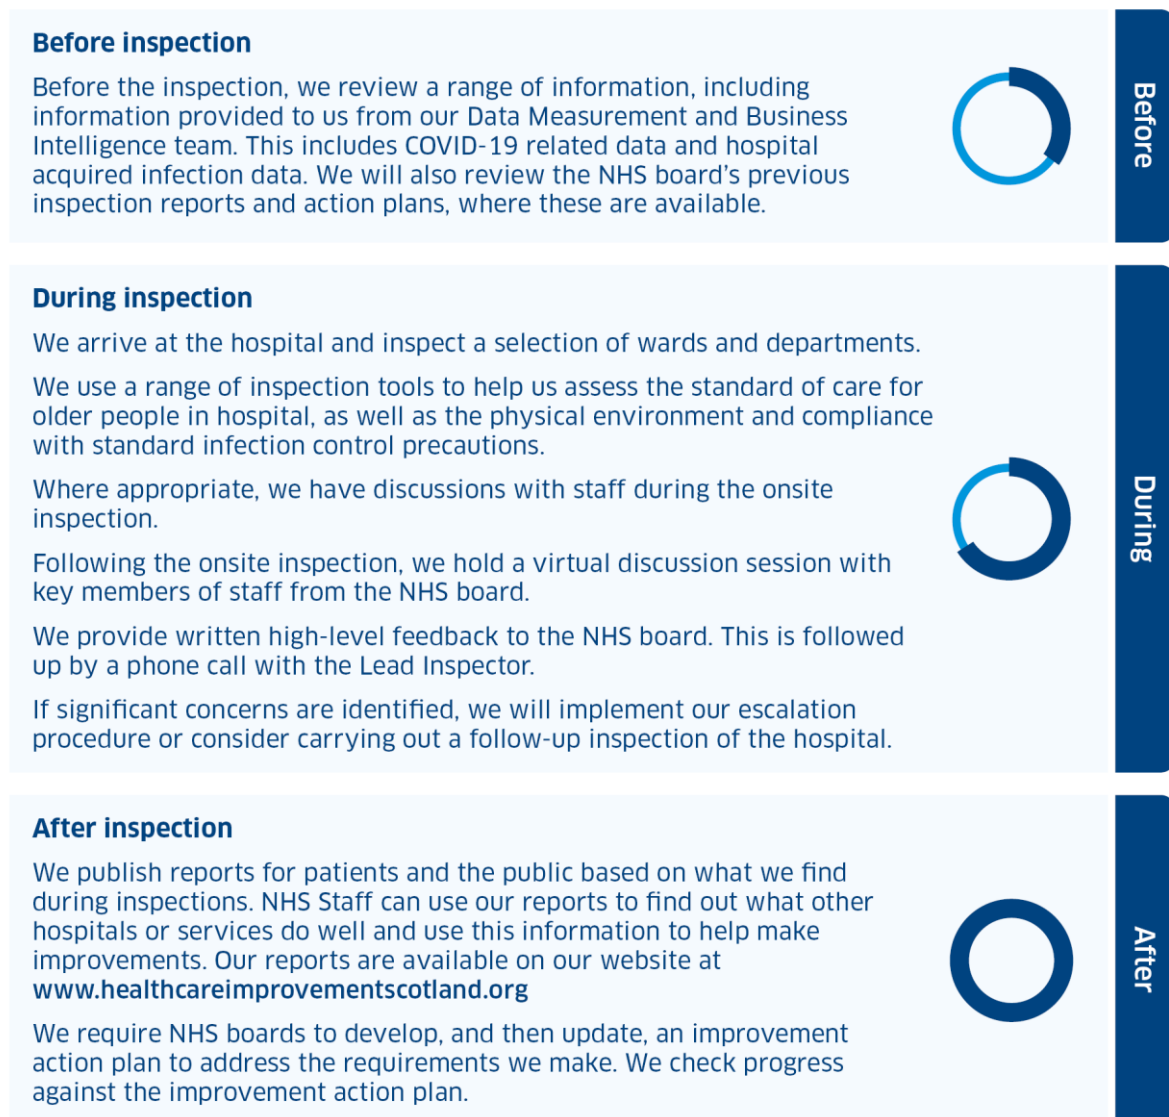 Before inspection
Before the inspection, we review a range of information, including
information provided to us from our Data Measurement and Business
Intelligence team. This includes COVID-19 related data and hospital
acquired infection data. We will also review the NHS board’s previous
inspection reports and action plans, where these are available.
Before
During inspection
We arrive at the hospital and inspect a selection of wards and departments.
We use a range of inspection tools to help us assess the standard of care for
older people in hospital, as well as the physical environment and compliance
with standard infection control precautions.
Where appropriate, we have discussions with staff during the onsite
inspection.
Following the onsite inspection, we hold a virtual discussion session with
key members of staff from the NHS board.
We provide written high-level feedback to the NHS board. This is followed
up by a phone call with the Lead Inspector.
If significant concerns are identified, we will implement our escalation
procedure or consider carrying out a follow-up inspection of the hospital.
During
After inspection
We publish reports for patients and the public based on what we find
during inspections. NHS Staff can use our reports to find out what other
hospitals or services do well and use this information to help make
improvements. Our reports are available on our website at
www.healthcareimprovementscotland.org
We require NHS boards to develop, and then update, an improvement
action plan to address the requirements we make. We check progress
against the improvement action plan.
After